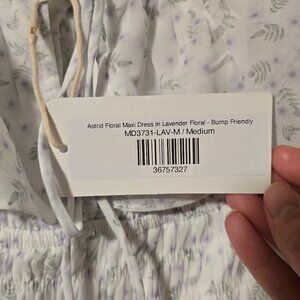 Astrid Floral Maxi Dress in Lavender Floral - Bump Friendly
MD3731-LAV-M / Medium
36757327